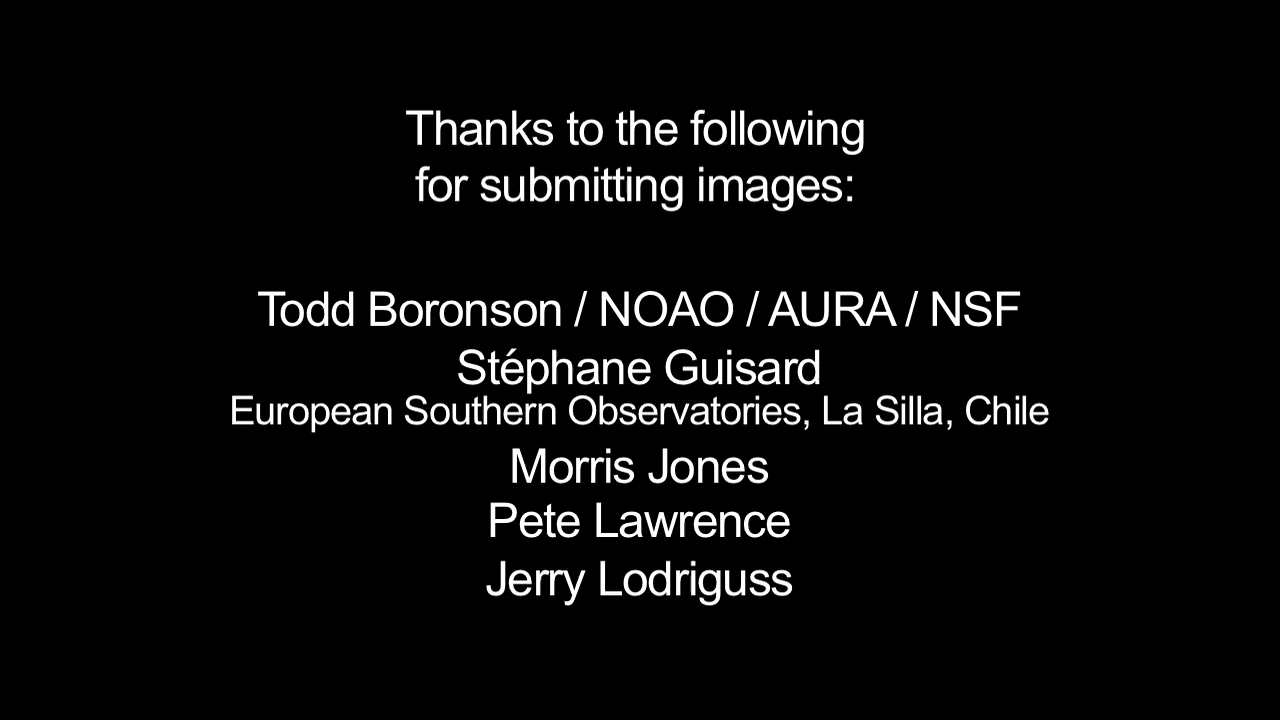 Thanks to the following
for submitting images:
Todd Boronson / NOAO / AURA / NSF
Stéphane Guisard
European Southern Observatories, La Silla, Chile
Morris Jones
Pete Lawrence
Jerry Lodriguss